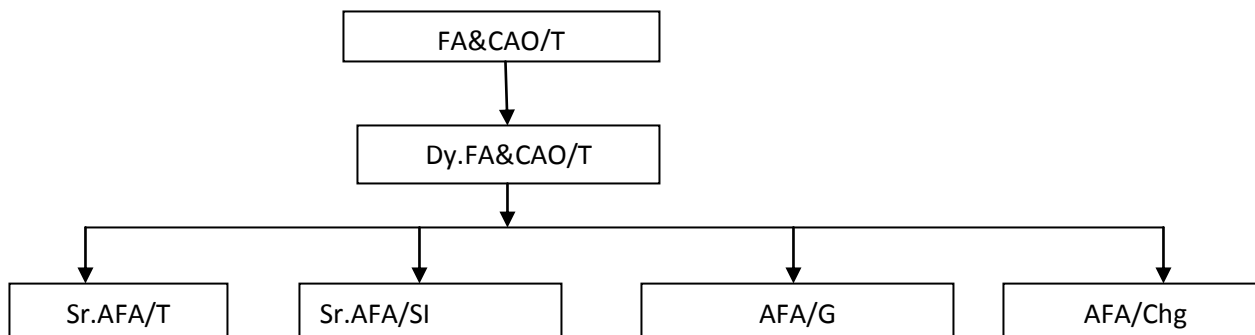 FA&CAO/T
Dy.FA&CAO/T
Sr.AFA/T
Sr.AFA/SI
AFA/G
AFA/Chg